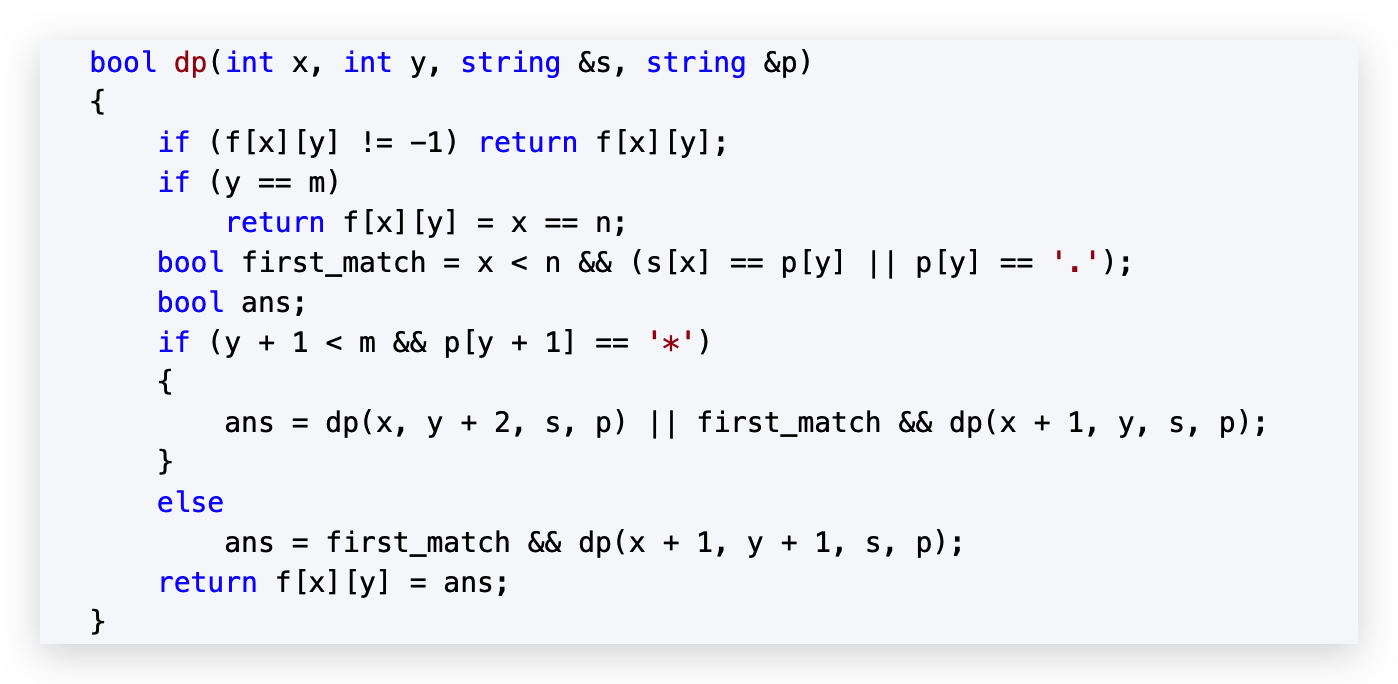 bool dp(int x, int y, string &s, string &p)
{
    if (f[x][y] != -1) return f[x][y];
    if (y == m)
        return f[x][y] = x == n;
    bool first_match = x < n && (s[x] == p[y] || p[y] == '.');
    bool ans;
    if (y + 1 < m && p[y + 1] == '*')
    {
        ans = dp(x, y + 2, s, p) || first_match && dp(x + 1, y, s, p);
    }
    else
        ans = first_match && dp(x + 1, y + 1, s, p);
    return f[x][y] = ans;
}